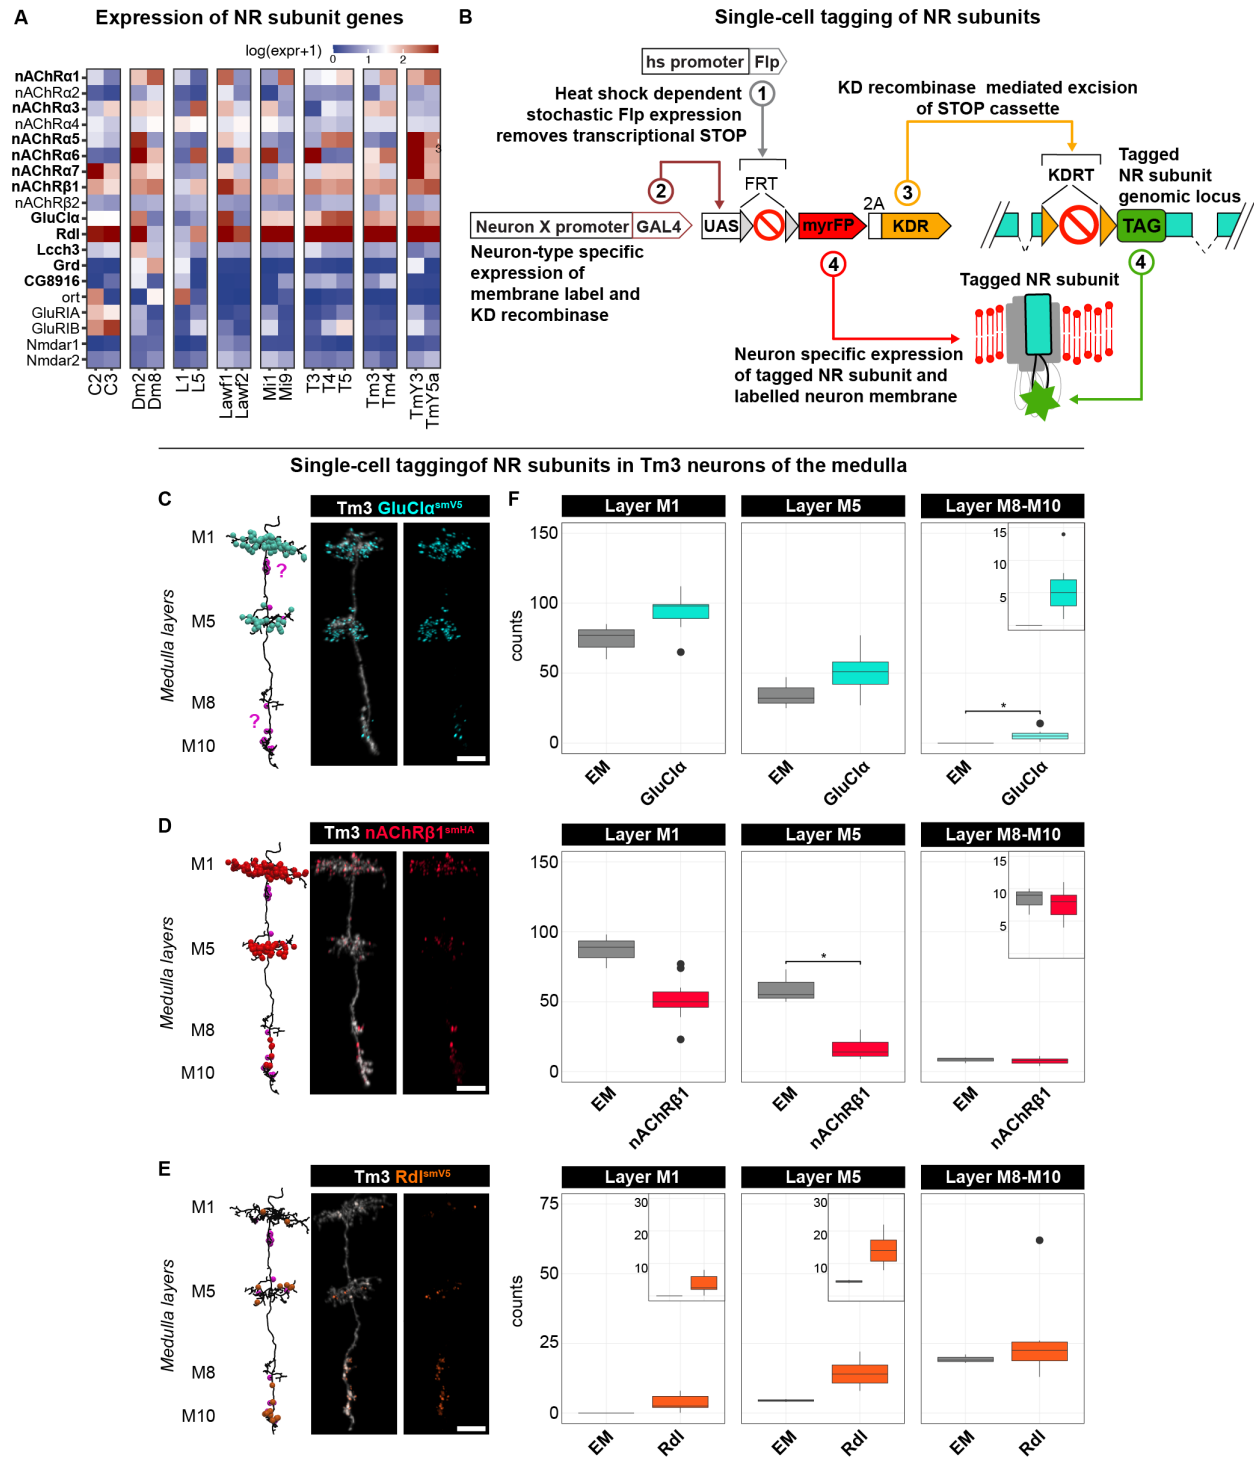 A
Expression of NR subunit genes
log(expr+1)
0 1 2
nAChRα1
nAChRα2
nAChRα3
nAChRα4
nAChRα5
3
nAChRα6
nAChRα7
nAChRβ1
nAChRβ2
GluClα
Rdl
Lcch3
Grd
CG8916
ort
GluRIA
GluRIB
Nmdar1
Nmdar2
C2 C3 Dm2 Dm8 L1 L5 Lawf1 Lawf2 Mi1 Mi9 T3 T4 T5 Tm3 Tm4 TmY3 TmY5a
B
Single-cell tagging of NR subunits
hs promoter Flp
Heat shock dependent
stochastic Flp expression
removes transcriptional STOP
1
KD recombinase mediated excision
of STOP cassette
2
FRT
3
2A
KDRT
Tagged
NR subunit
genomic locus
Neuron X promoter GAL4 UAS myrFP KDR TAG
Neuron-type specific
expression of
membrane label and
KD recombinase
4
4
Tagged NR subunit
Neuron specific expression
of tagged NR subunit and
labelled neuron membrane
Single-cell taggingof NR subunits in Tm3 neurons of the medulla
C
Tm3 GluClαsmV5
Medulla layers
M1
?
M5
M8
?
M10
D
Tm3 nAChRβ1smHA
Medulla layers
M1
M5
M8
M10
E
Tm3 RdlsmV5
Medulla layers
M1
M5
M8
M10
F
Layer M1 Layer M5 Layer M8-M10
counts
150
100
50
0
15
10
5
*
EM GluClα EM GluClα EM GluClα
Layer M1 Layer M5 Layer M8-M10
150
100
50
0
*
15
10
5
EM nAChRβ1 EM nAChRβ1 EM nAChRβ1
Layer M1 Layer M5 Layer M8-M10
counts
75
50
25
0
30
20
10
30
20
10
EM Rdl EM Rdl EM Rdl